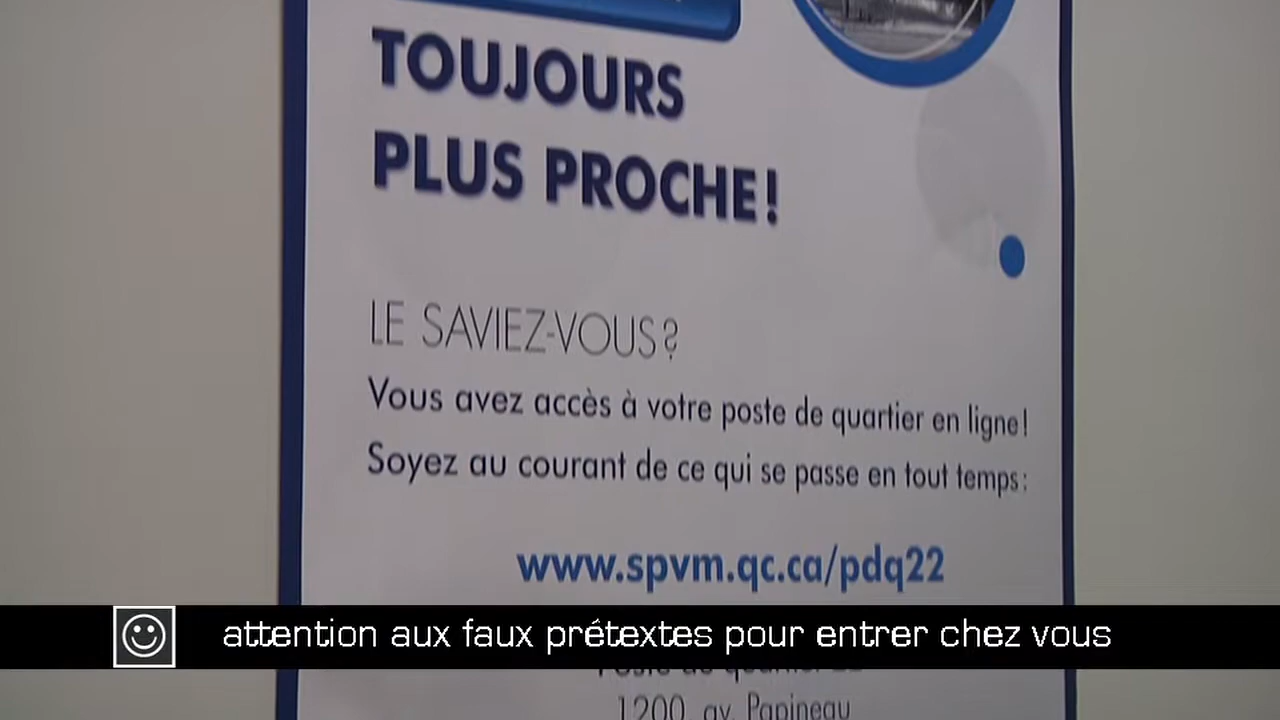 TOUJOURS
PLUS PROCHE!
LE SAVIEZ-VOUS?
Vous avez accès à votre poste de quartier en ligne!
Soyez au courant de ce qui se passe en tout temps:
www.spvm.qc.ca/pdq22
attention aux faux prétextes pour entrer chez vous
1200, av. Papineau